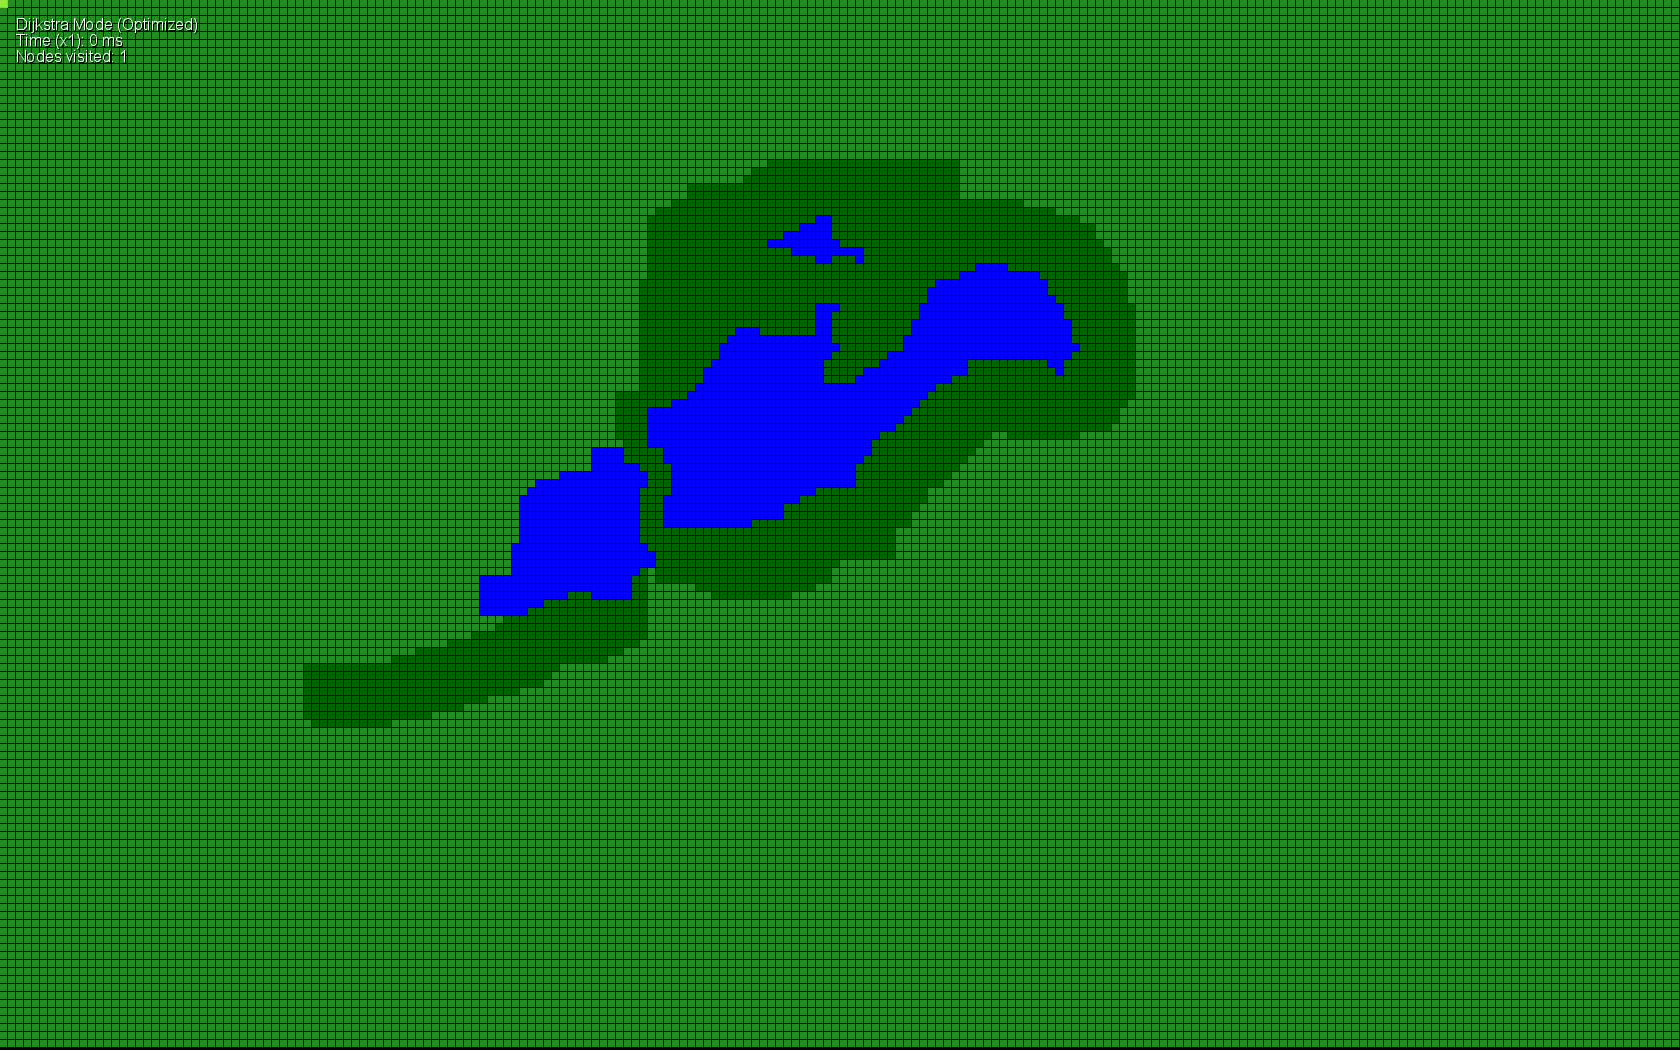 Dijkstra Mode (Optimized)
Time (x1): 0 ms
Nodes visited: 1